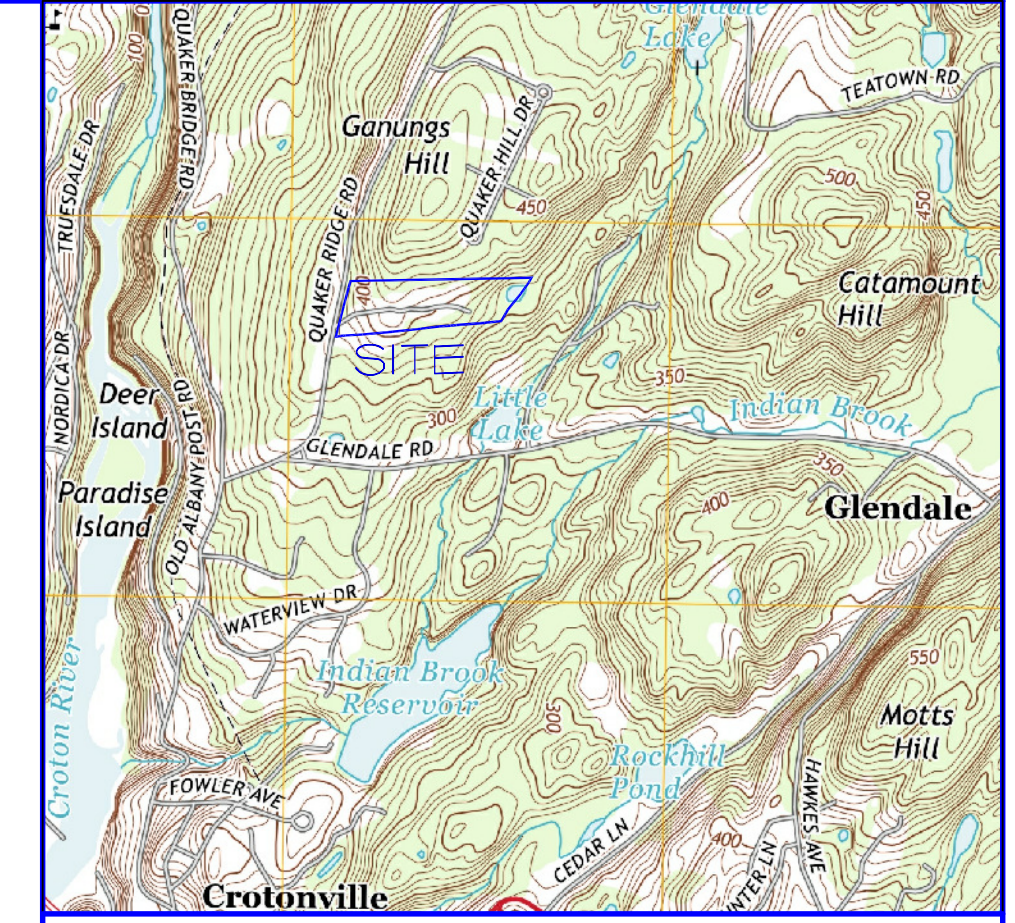 Glendale
Lake
100
QUAKER BRIDGE RD
TEATOWN RD
TRUESDALE DR
Ganungs
Hill
QUAKER HILL DR
500
450
450
QUAKER RIDGE RD
400
Catamount
Hill
SITE
NORDICA DR
Deer
Island
OLD ALBANY POST RD
350
Little
Lake
300
Indian Brook
GLENDALE RD
350
Paradise
Island
400
Glendale
WATERVIEW DR
550
Croton River
Indian Brook
Reservoir
300
Motts
Hill
Rockhill
Pond
FOWLER AVE
HAWKES AVE
400
CEDAR LN
NTER LN
Crotonville